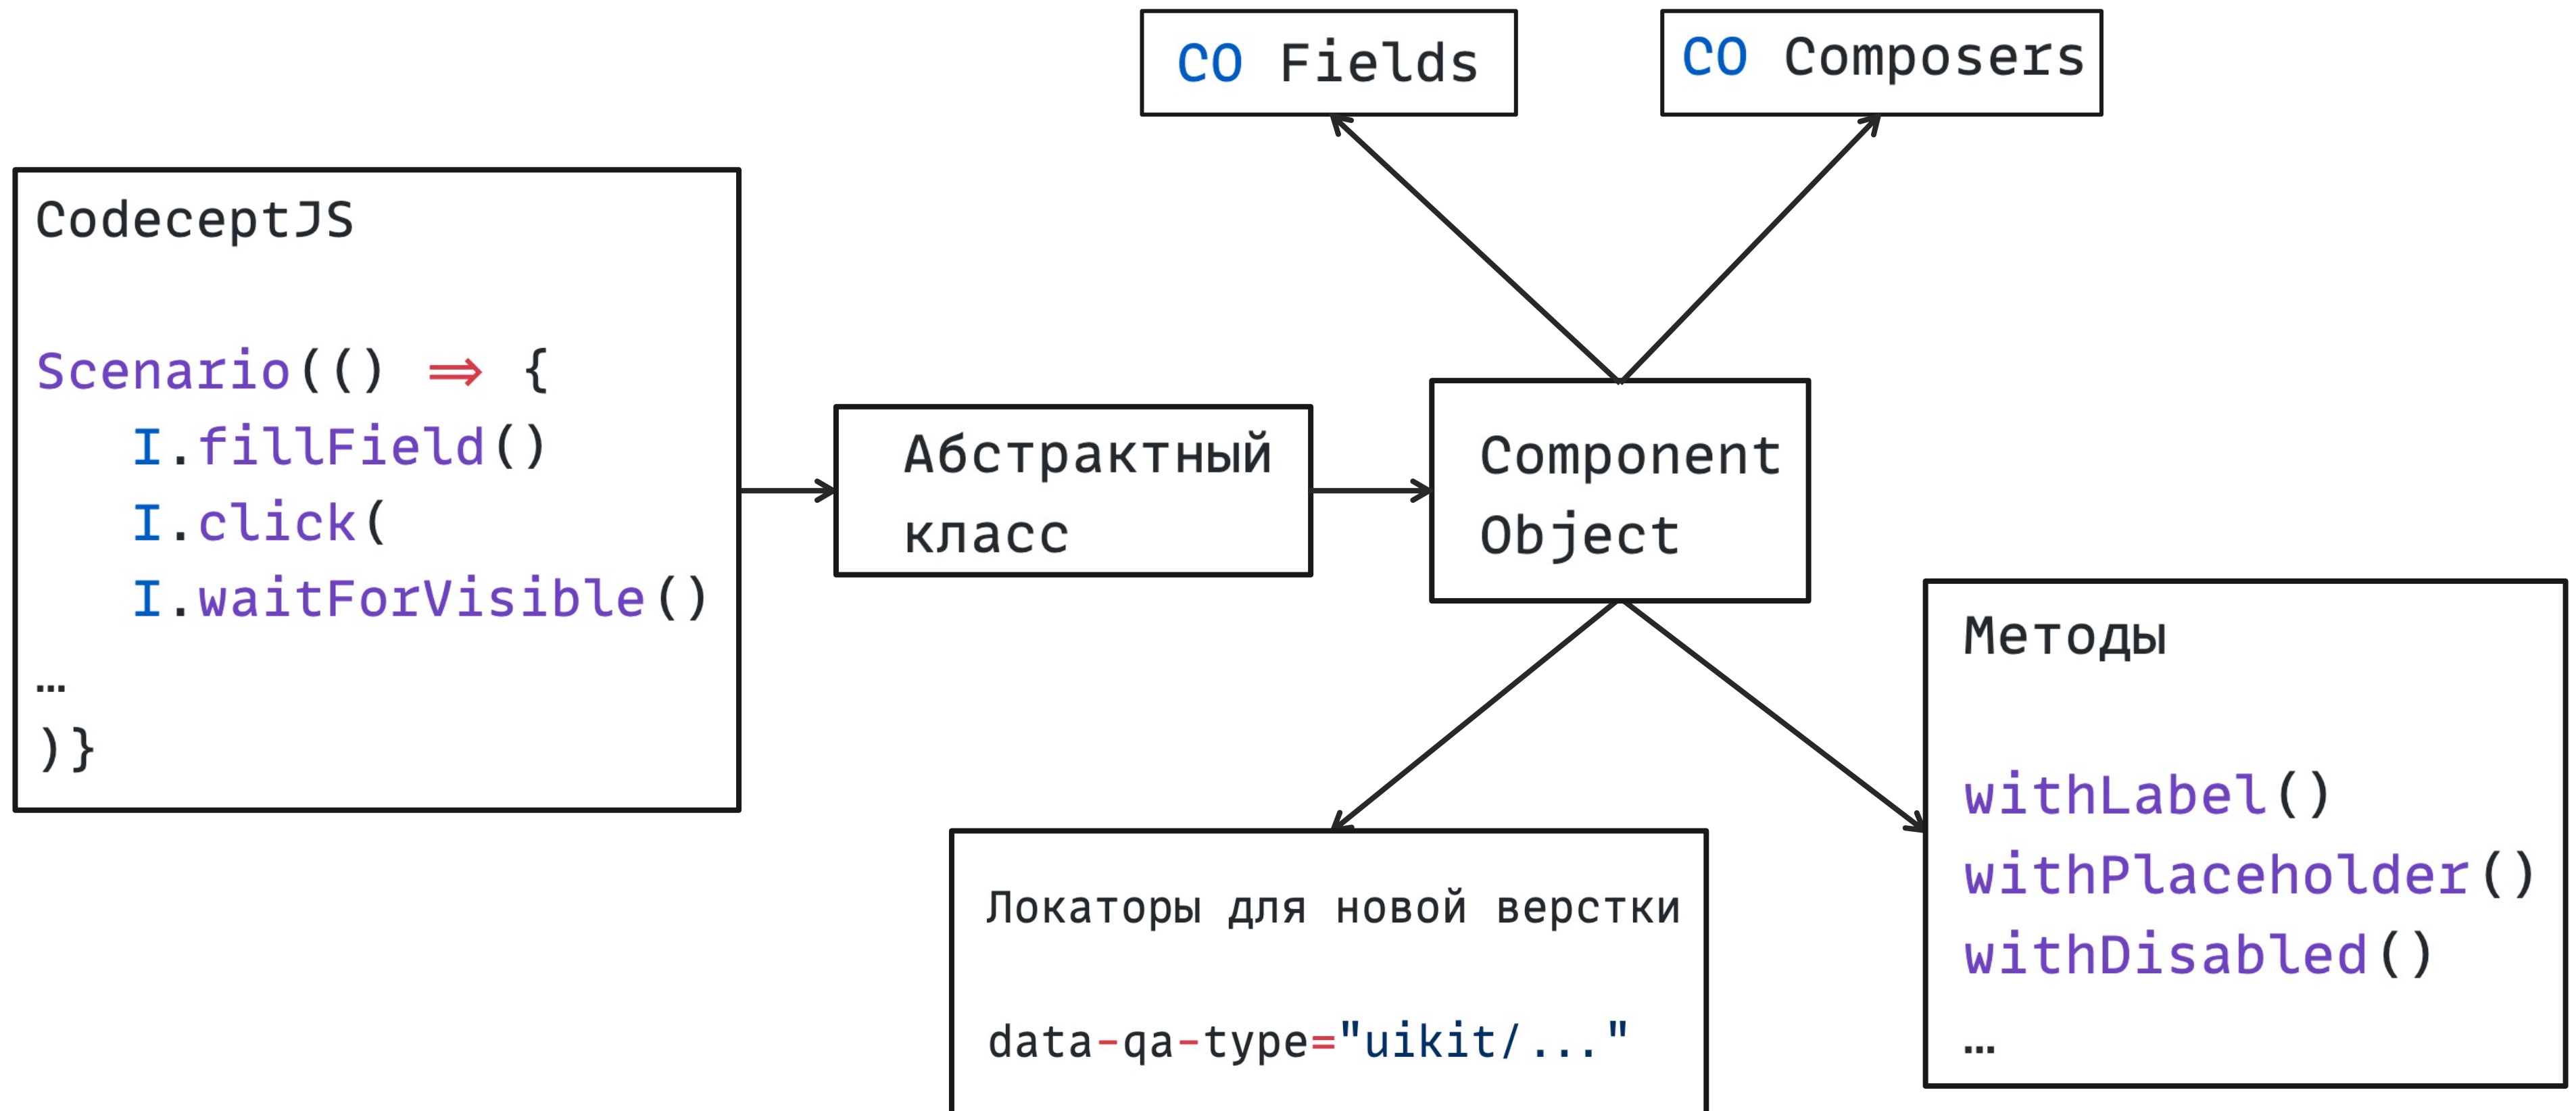 CO Fields
CO Composers
CodeceptJS
Scenario(() ⇒ {
I.fillField()
I.click(
I.waitForVisible()
…
)}
Абстрактный
класс
Component
Object
Методы
withLabel()
withPlaceholder()
withDisabled()
…
Локаторы для новой верстки
data-qa-type="uikit/..."